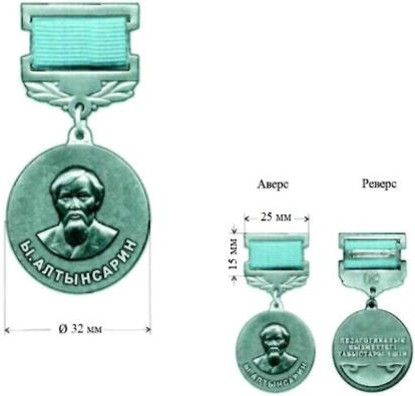 Ы.АЛТЫНСАРИН
Ø 32 мм
Аверс
Реверс
25 мм
15 мм
Ы.АЛТЫНСАРИН
ПЕДАГОГИКАЛЫҚ
ҚЫЗМЕТТЕГІ
ТАБЫСТАРЫ ҮШІН